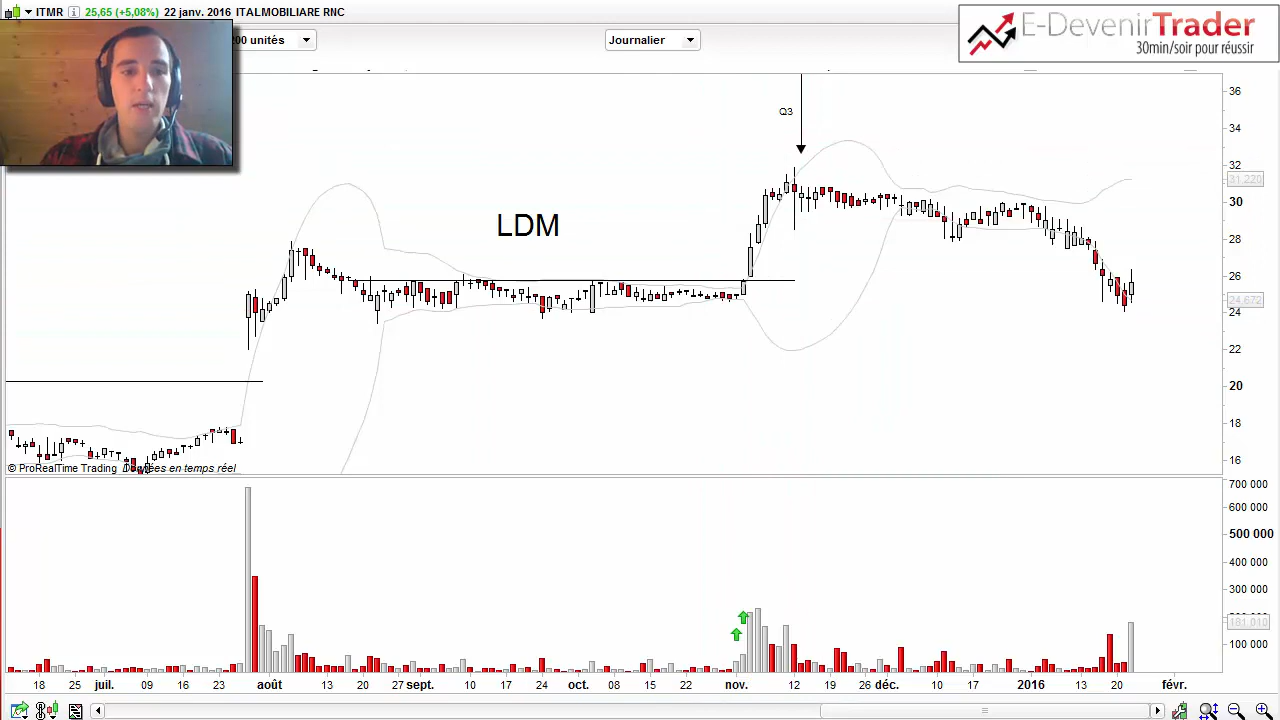 ITMR 25,65 (+5,08%) 22 janv. 2016 ITALMOBILIARE RNC
200 unités
Journalier
E-DevenirTrader
30min/soir pour réussir
Q3
LDM
36
34
32
31.220
30
28
26
24.672
24
22
20
18
16
© ProRealTime Trading Données en temps réel
700 000
600 000
500 000
400 000
300 000
181.010
100 000
18 25 juil. 09 16 23 août 13 20 27 sept. 10 17 24 oct. 08 15 22 nov. 12 19 26 déc. 10 17 2016 13 20 févr.